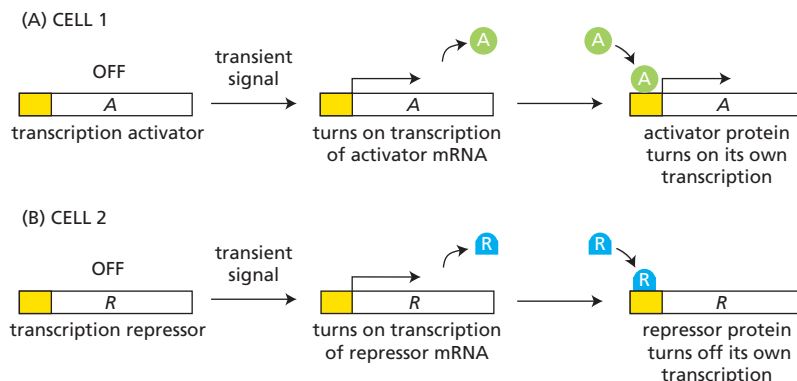 (A) CELL 1
OFF
transient
signal
A
A
A
A
A
A
transcription activator
turns on transcription
of activator mRNA
activator protein
turns on its own
transcription
(B) CELL 2
OFF
transient
signal
R
R
R
R
R
R
transcription repressor
turns on transcription
of repressor mRNA
repressor protein
turns off its own
transcription